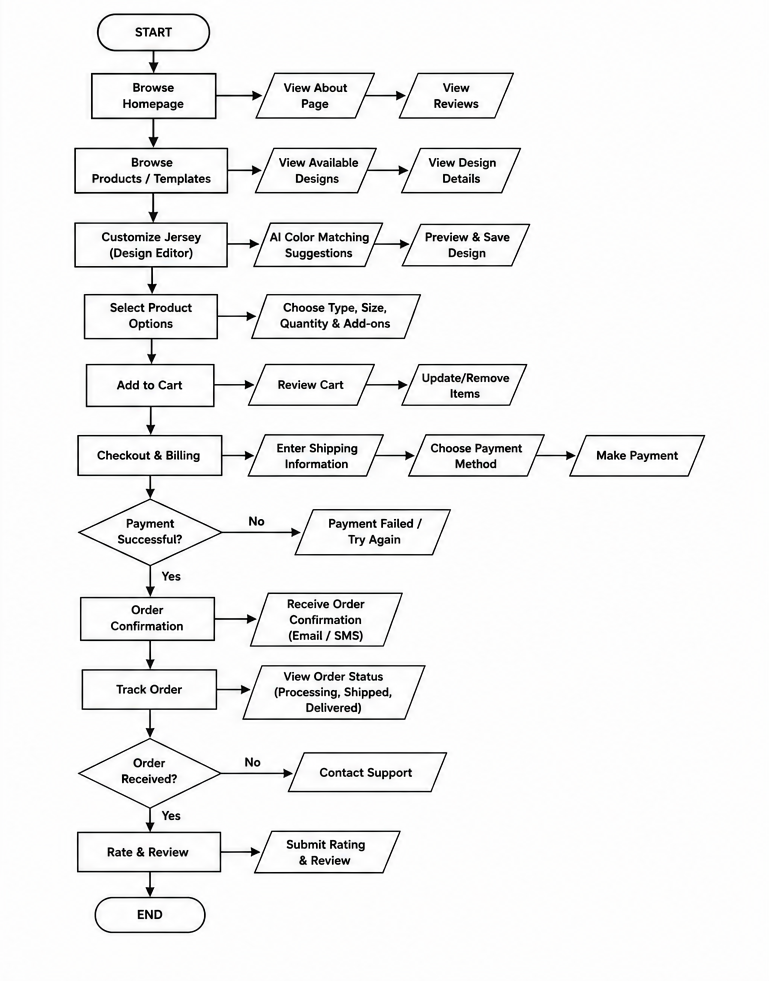 START
Browse
Homepage
View About
Page
View
Reviews
Browse
Products / Templates
View Available
Designs
View Design
Details
Customize Jersey
(Design Editor)
AI Color Matching
Suggestions
Preview & Save
Design
Select Product
Options
Choose Type, Size,
Quantity & Add-ons
Add to Cart
Review Cart
Update/Remove
Items
Checkout & Billing
Enter Shipping
Information
Choose Payment
Method
Make Payment
Payment
Successful?
No
Payment Failed /
Try Again
Yes
Order
Confirmation
Receive Order
Confirmation
(Email / SMS)
Track Order
View Order Status
(Processing, Shipped,
Delivered)
Order
Received?
No
Contact Support
Yes
Rate & Review
Submit Rating
& Review
END